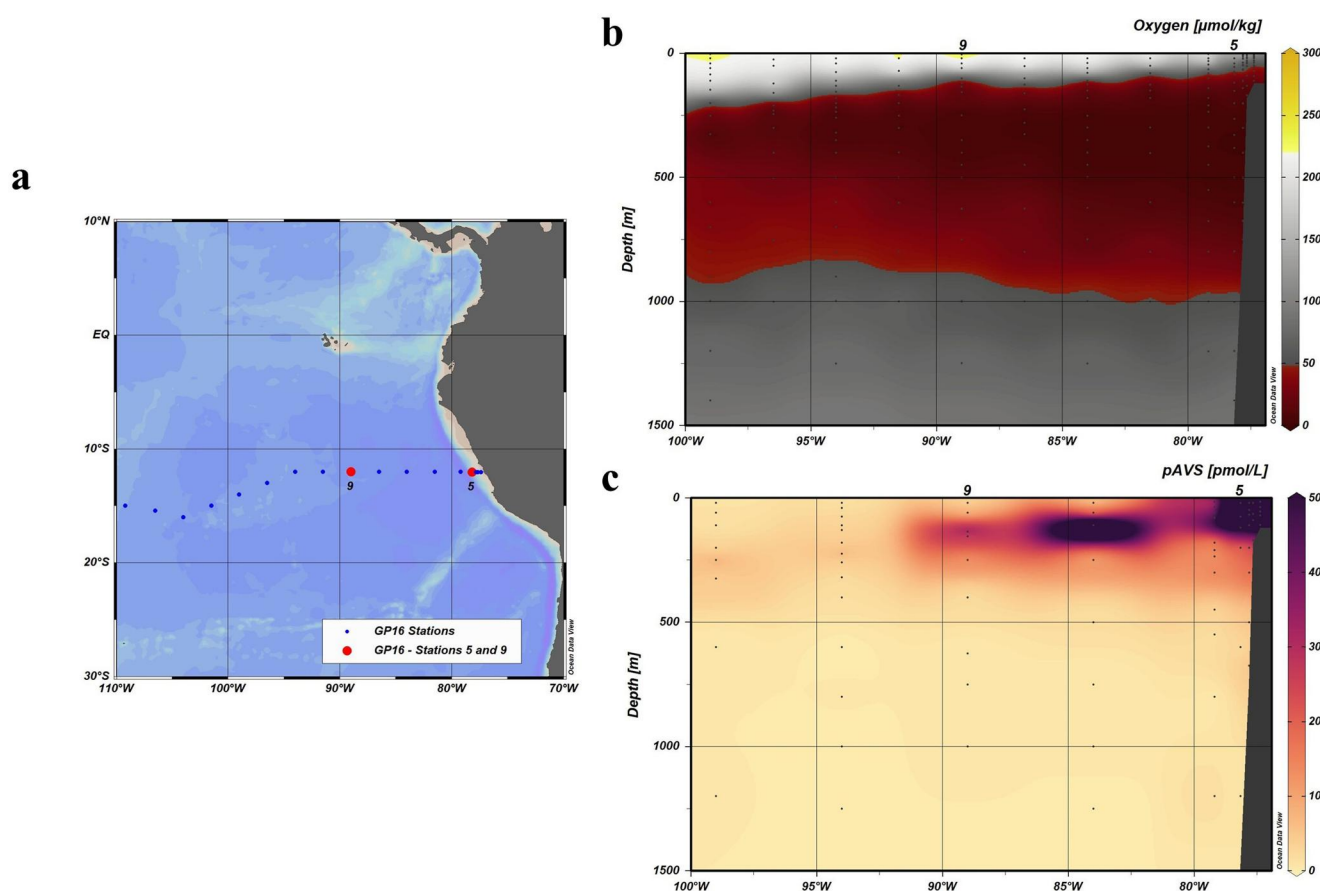 a
10°N
EQ
10°S
20°S
30°S
110°W 100°W 90°W 80°W 70°W
9
5
GP16 Stations
GP16 - Stations 5 and 9
Ocean Data View
b
Oxygen [µmol/kg]
9 5
0
500
1000
1500
Depth [m]
100°W 95°W 90°W 85°W 80°W
300
250
200
150
100
50
0
Ocean Data View
c
pAVS [pmol/L]
9 5
0
500
1000
1500
Depth [m]
100°W 95°W 90°W 85°W 80°W
50
40
30
20
10
0
Ocean Data View